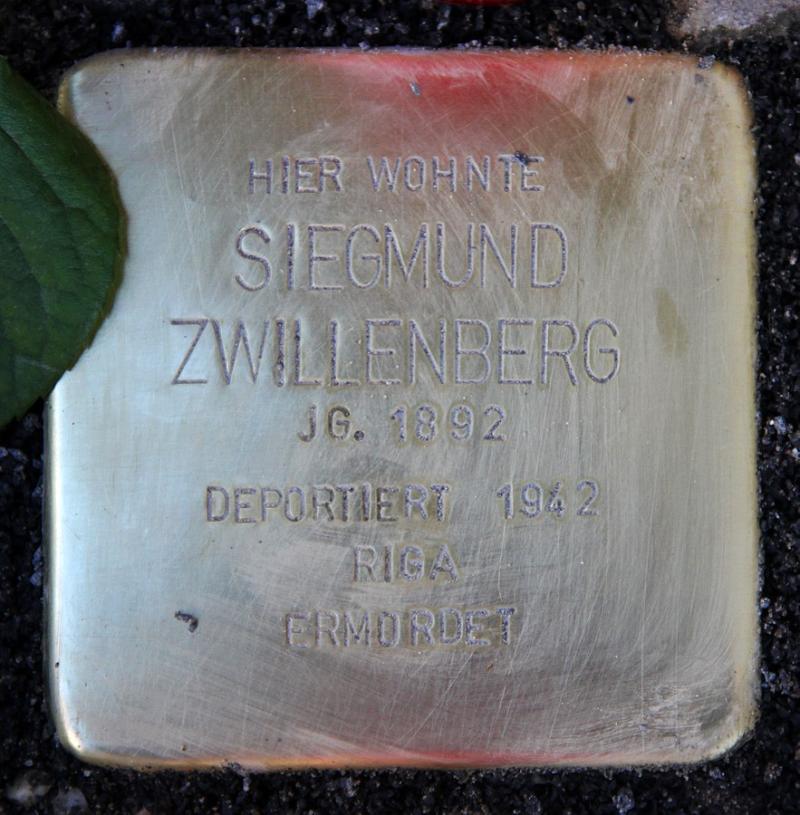 HIER WOHNTE
SIEGMUND
ZWILLENBERG
JG. 1892
DEPORTIERT 1942
RIGA
ERMORDET